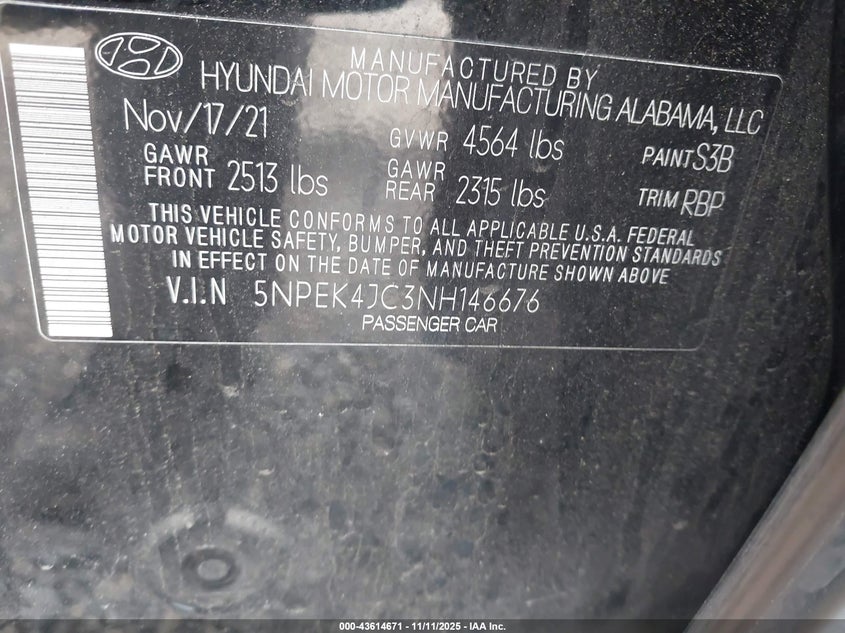 MANUFACTURED BY
HYUNDAI MOTOR MANUFACTURING ALABAMA, LLC
Nov/17/21 GVWR 4564 lbs PAINT S3B
GAWR FRONT 2513 lbs GAWR REAR 2315 lbs TRIM RBP
THIS VEHICLE CONFORMS TO ALL APPLICABLE U.S.A. FEDERAL
MOTOR VEHICLE SAFETY, BUMPER, AND THEFT PREVENTION STANDARDS
IN EFFECT ON THE DATE OF MANUFACTURE SHOWN ABOVE
V.I.N 5NPEK4JC3NH146676
PASSENGER CAR
000-43614671 - 11/11/2025 - IAA Inc.